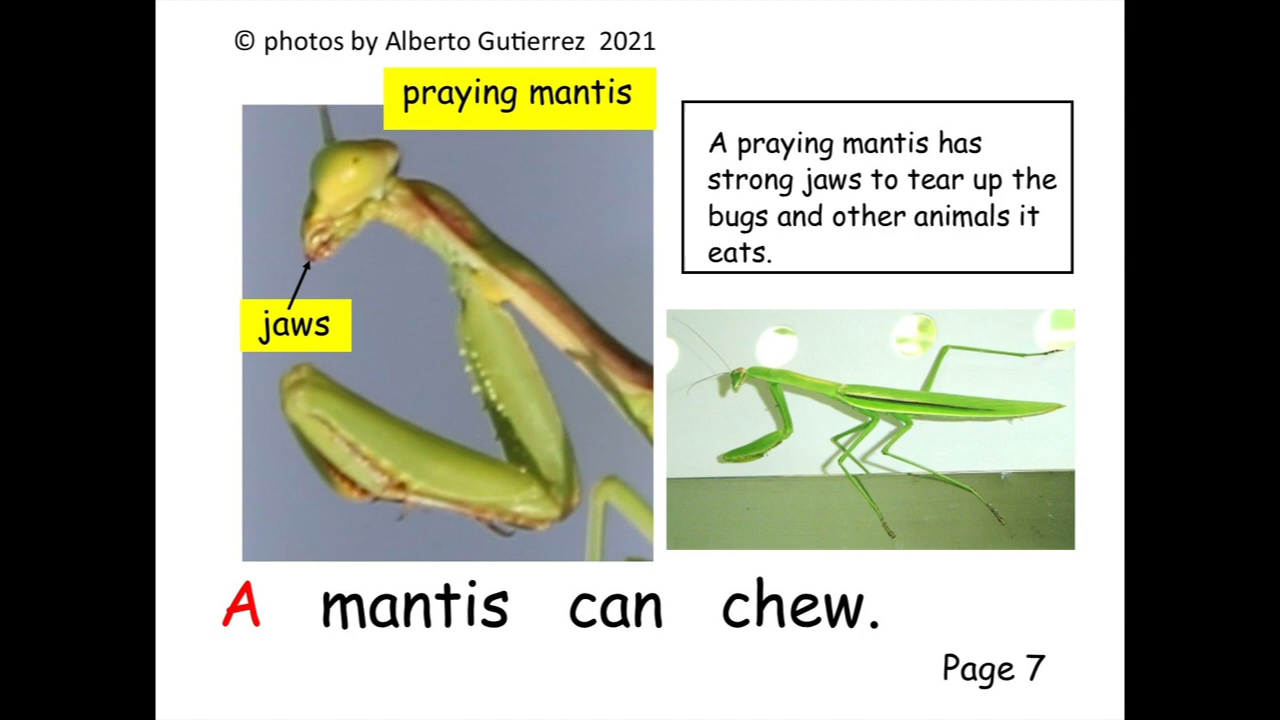 © photos by Alberto Gutierrez 2021
praying mantis
A praying mantis has
strong jaws to tear up the
bugs and other animals it
eats.
jaws
A mantis can chew.
Page 7